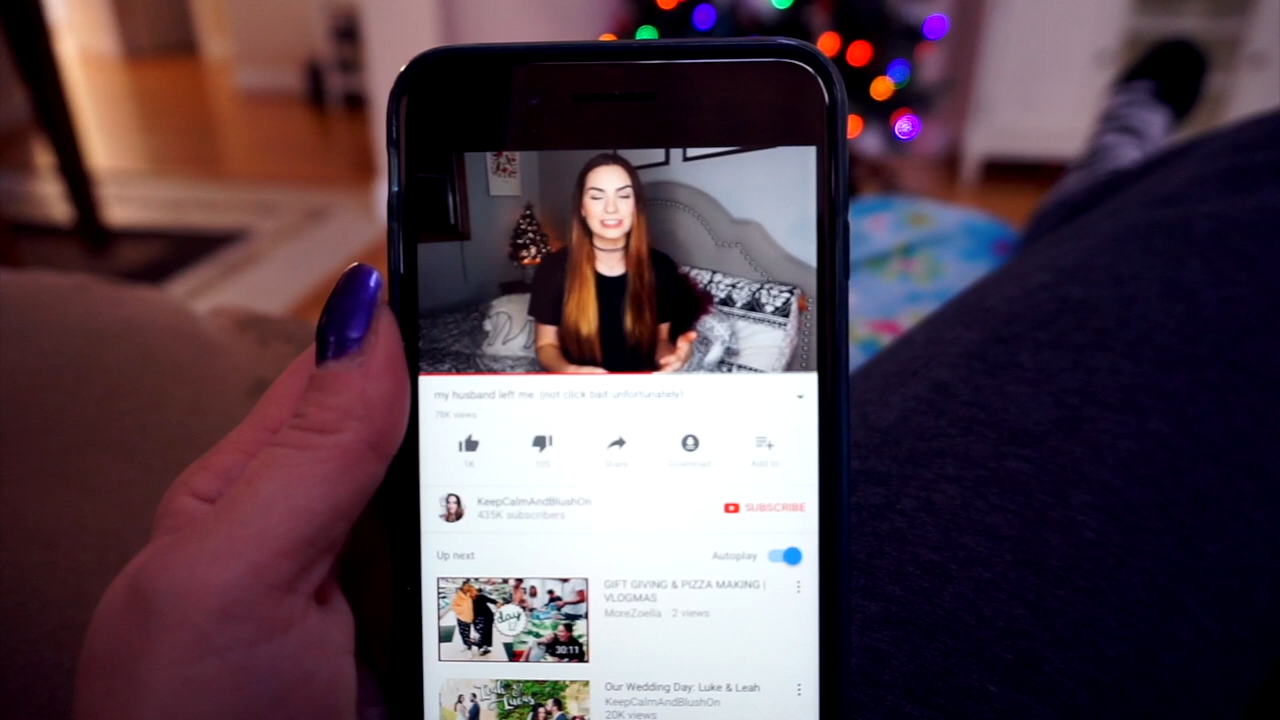 my husband left me (not click bait unfortunately)
78K views
1K
105
Share
Download
Add to
KeepCalmAndBlushOn
435K subscribers
SUBSCRIBE
Up next
Autoplay
GIFT GIVING & PIZZA MAKING |
VLOGMAS
MoreZoella · 2 views
day
30:11
Our Wedding Day: Luke & Leah
KeepCalmAndBlushOn
20K views